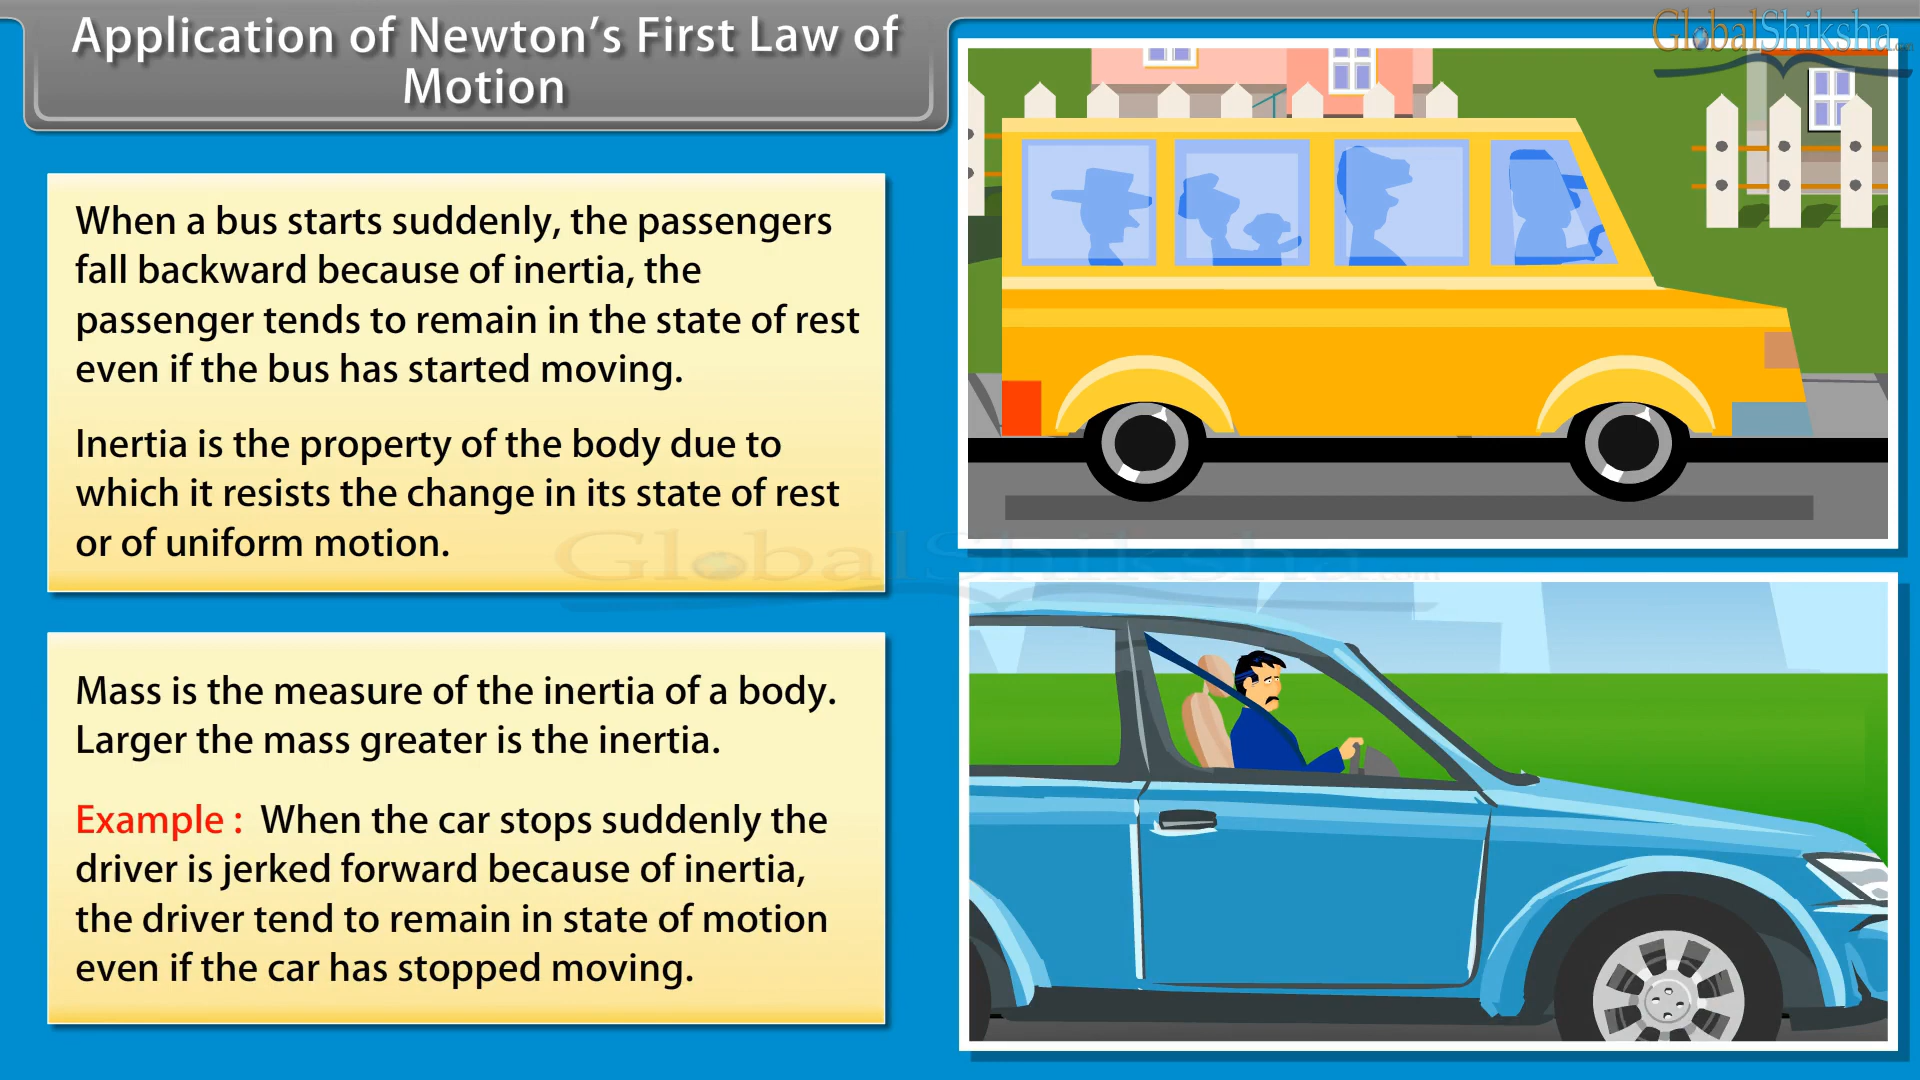 Application of Newton's First Law of
Motion
GlobalShiksha.com
When a bus starts suddenly, the passengers
fall backward because of inertia, the
passenger tends to remain in the state of rest
even if the bus has started moving.
Inertia is the property of the body due to
which it resists the change in its state of rest
or of uniform motion.
GlobalShiksha.com
Mass is the measure of the inertia of a body.
Larger the mass greater is the inertia.
Example : When the car stops suddenly the
driver is jerked forward because of inertia,
the driver tend to remain in state of motion
even if the car has stopped moving.